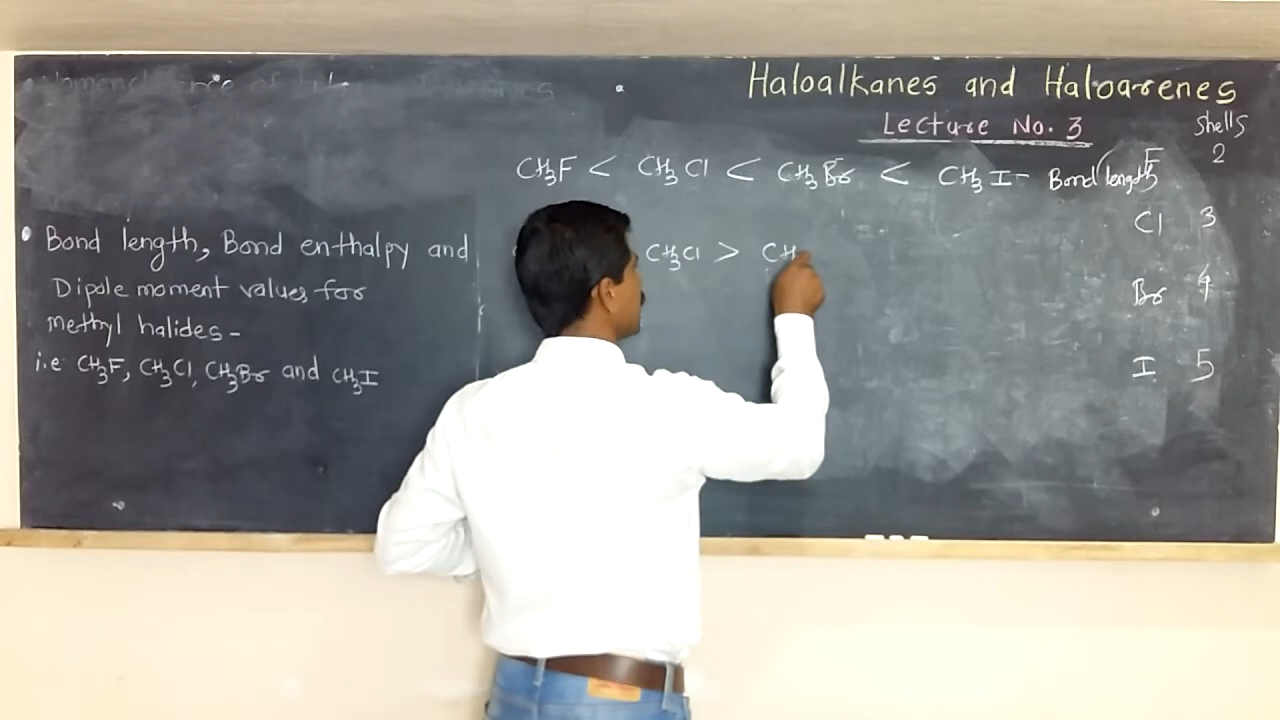 Haloalkanes and Haloarenes
Lecture No. 3
Shells
CH3F < CH3Cl < CH3Br < CH3I - Bond length
F 2
Cl 3
Br 4
I 5
CH3Cl > CH
• Bond length, Bond enthalpy and
Dipole moment values for
methyl halides -
i.e CH3F, CH3Cl, CH3Br and CH3I